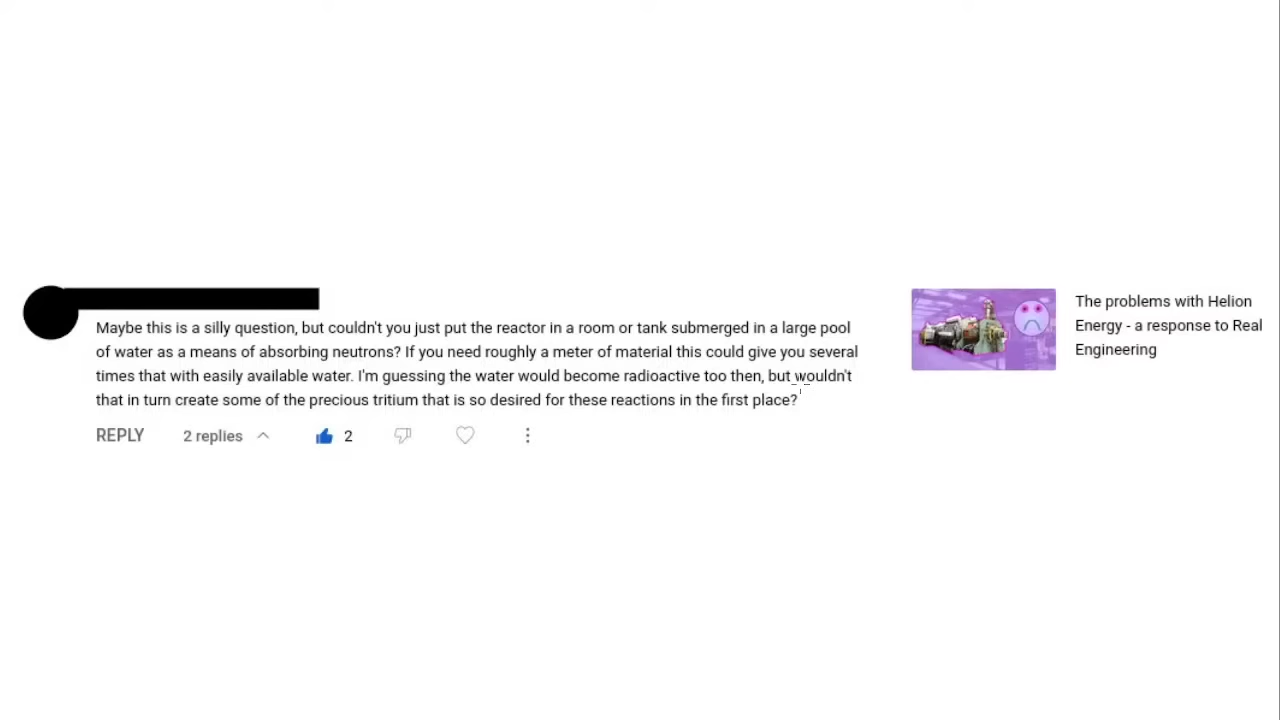 Maybe this is a silly question, but couldn't you just put the reactor in a room or tank submerged in a large pool
of water as a means of absorbing neutrons? If you need roughly a meter of material this could give you several
times that with easily available water. I'm guessing the water would become radioactive too then, but wouldn't
that in turn create some of the precious tritium that is so desired for these reactions in the first place?
REPLY 2 replies 2
The problems with Helion
Energy - a response to Real
Engineering